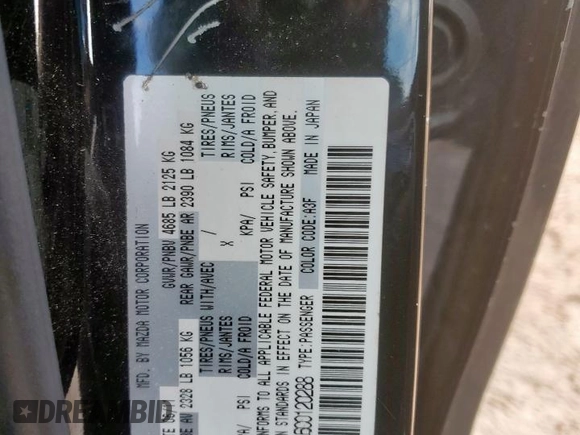 MFD. BY MAZDA MOTOR CORPORATION
GVWR/PNBV 4685 LB 2125 KG
2328 LB 1056 KG REAR GAWR/PNBE AR 2390 LB 1084 KG
TIRES/PNEUS WITH/AVEC TIRES/PNEUS
RIMS/JANTES X / RIMS/JANTES
KPA/ PSI COLD/A FROID KPA/ PSI COLD/A FROID
TO ALL APPLICABLE FEDERAL MOTOR VEHICLE SAFETY, BUMPER, AND
STANDARDS IN EFFECT ON THE DATE OF MANUFACTURE SHOWN ABOVE.
TYPE:PASSENGER COLOR CODE:A3F MADE IN JAPAN
DREAMBID